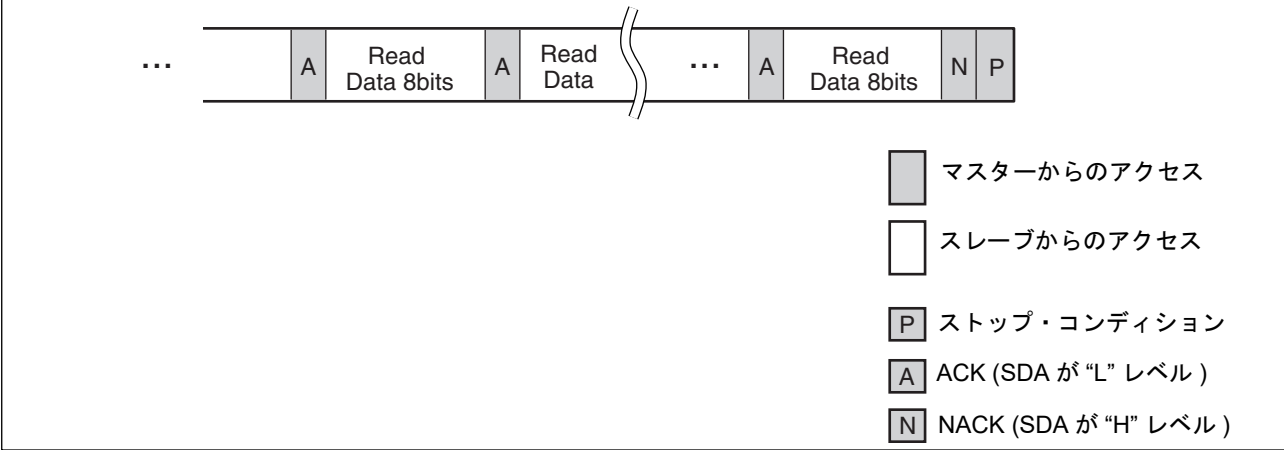 ... A Read Data 8bits A Read Data ... A Read Data 8bits N P
マスターからのアクセス
スレーブからのアクセス
P ストップ・コンディション
A ACK (SDA が “L” レベル )
N NACK (SDA が “H” レベル )